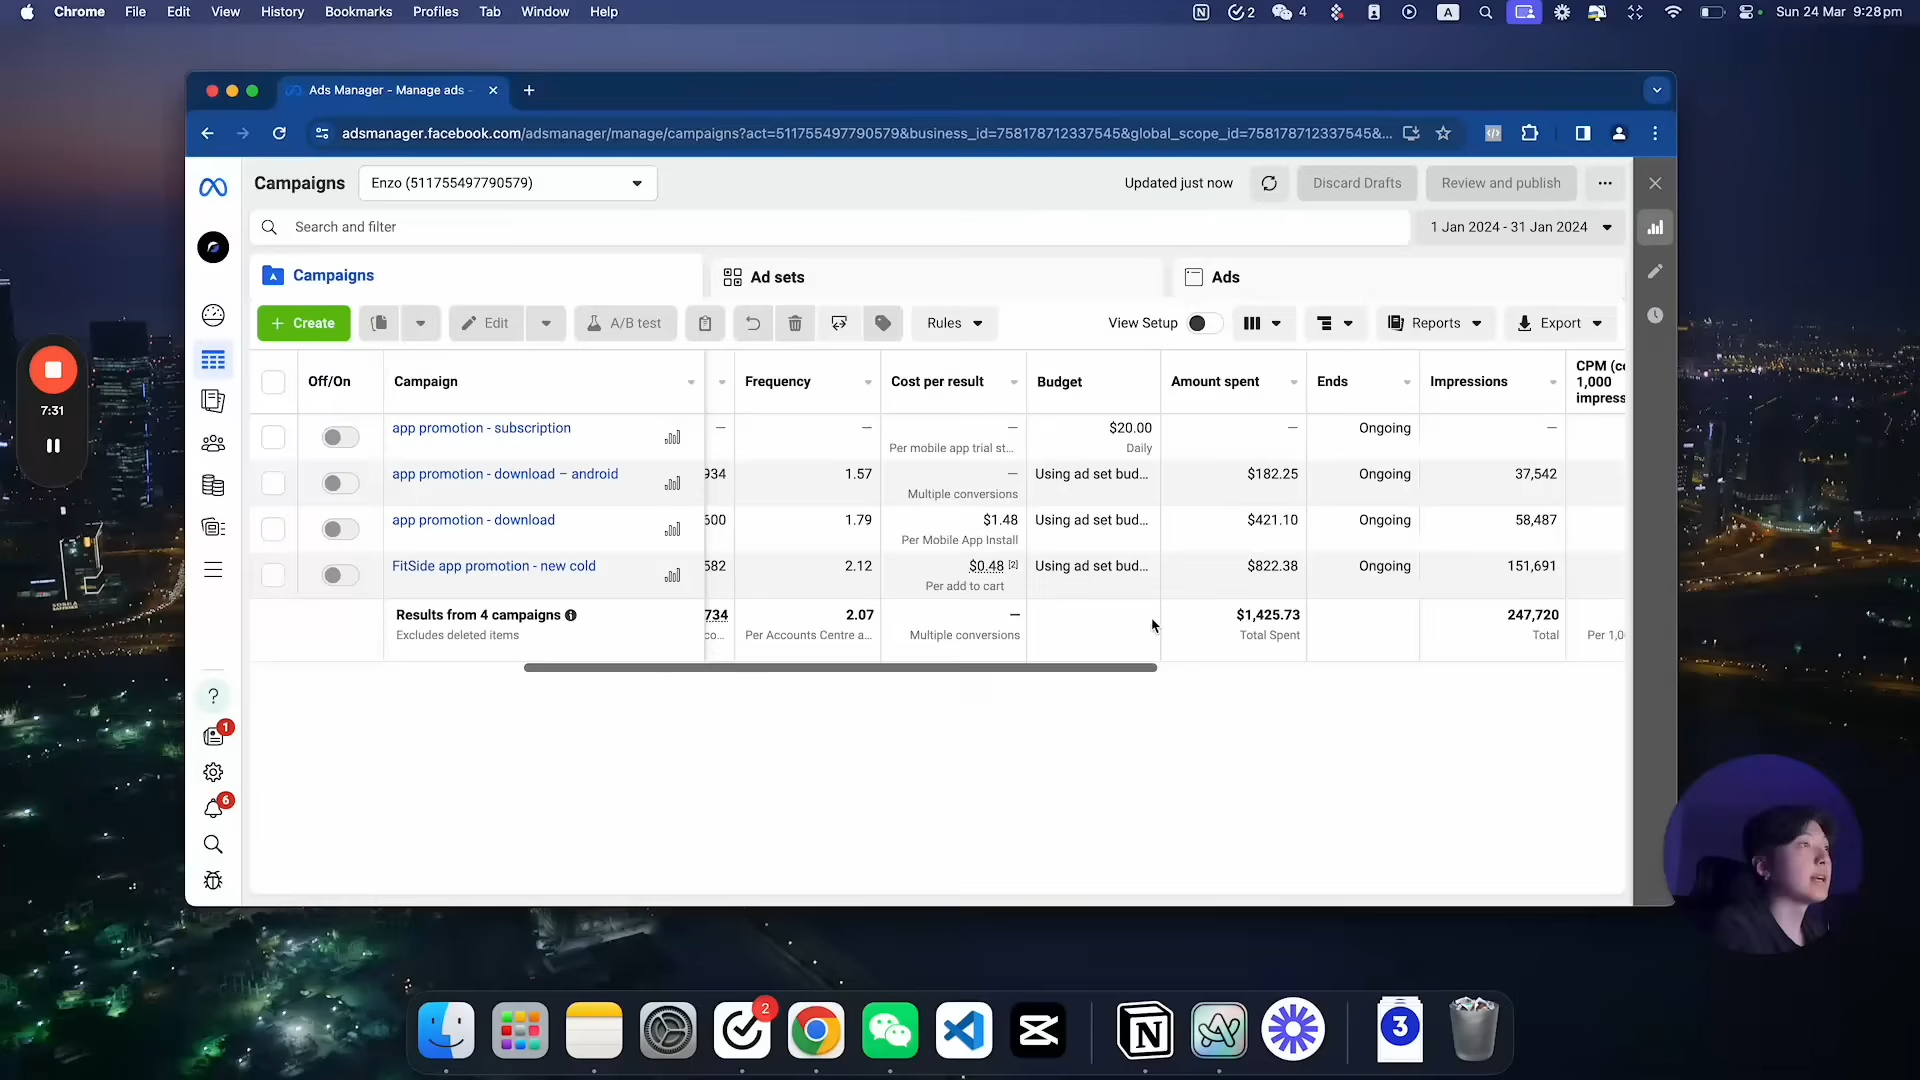 Chrome File Edit View History Bookmarks Profiles Tab Window Help 2 4 A Sun 24 Mar 9:28 pm
Ads Manager - Manage ads -
adsmanager.facebook.com/adsmanager/manage/campaigns?act=511755497790579&business_id=758178712337545&global_scope_id=758178712337545&...
Campaigns Enzo (511755497790579) Updated just now Discard Drafts Review and publish
Search and filter 1 Jan 2024 - 31 Jan 2024
Campaigns Ad sets Ads
+ Create Edit A/B test Rules View Setup Reports Export
Off/On Campaign Frequency Cost per result Budget Amount spent Ends Impressions CPM (co
1,000
impress
app promotion - subscription — — — $20.00 — Ongoing —
Per mobile app trial st... Daily
app promotion - download – android 934 1.57 — Using ad set bud... $182.25 Ongoing 37,542
Multiple conversions
app promotion - download 600 1.79 $1.48 Using ad set bud... $421.10 Ongoing 58,487
Per Mobile App Install
FitSide app promotion - new cold 582 2.12 $0.48 [2] Using ad set bud... $822.38 Ongoing 151,691
Per add to cart
Results from 4 campaigns 734 2.07 — $1,425.73 247,720
Excludes deleted items co... Per Accounts Centre a... Multiple conversions Total Spent Total Per 1,0
7:31
?
1
6
2
3